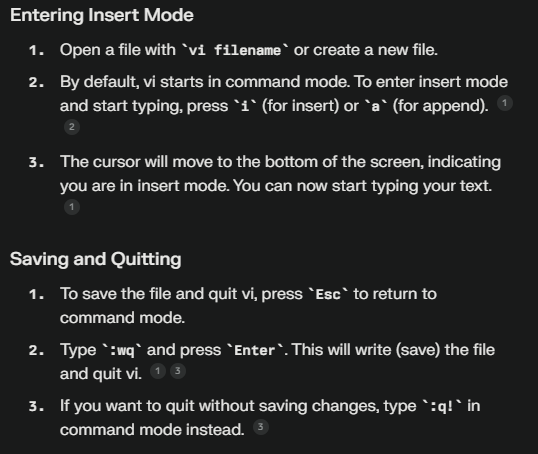 Entering Insert Mode
1. Open a file with `vi filename` or create a new file.
2. By default, vi starts in command mode. To enter insert mode
and start typing, press `i` (for insert) or `a` (for append). 1
2
3. The cursor will move to the bottom of the screen, indicating
you are in insert mode. You can now start typing your text.
1
Saving and Quitting
1. To save the file and quit vi, press `Esc` to return to
command mode.
2. Type `:wq` and press `Enter`. This will write (save) the file
and quit vi. 1 3
3. If you want to quit without saving changes, type `:q!` in
command mode instead. 3